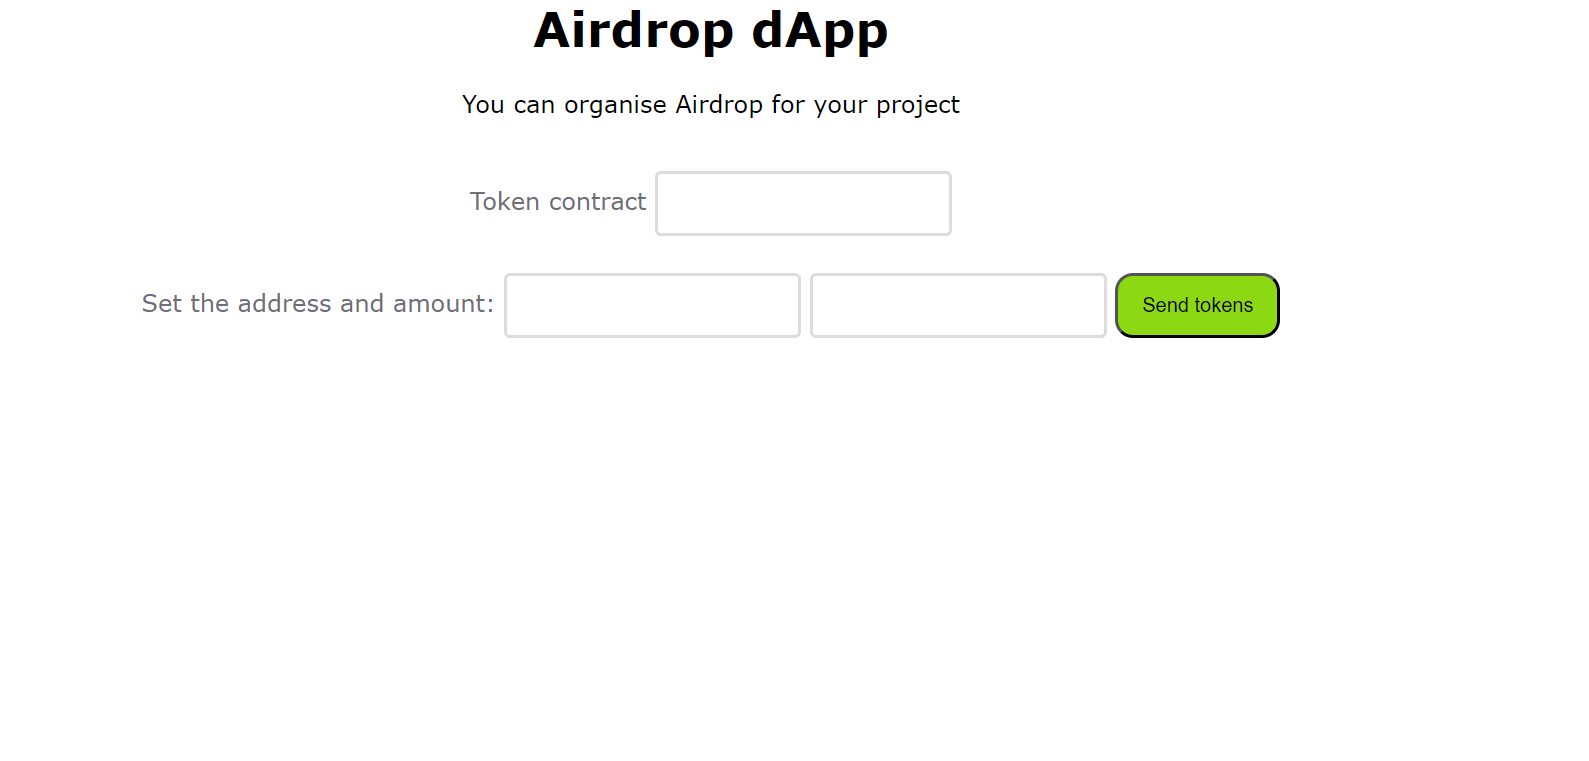 Airdrop dApp
You can organise Airdrop for your project
Token contract
Set the address and amount:
Send tokens